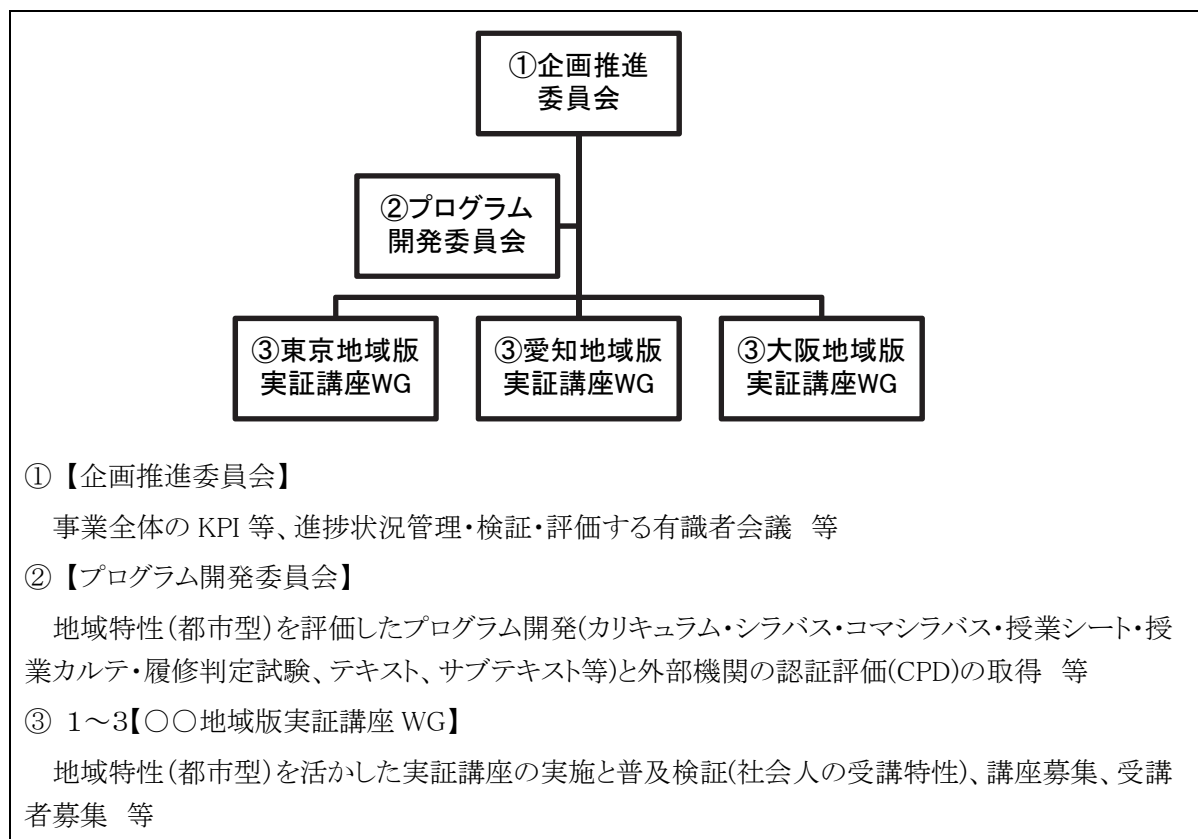 ①企画推進
委員会
②プログラム
開発委員会
③東京地域版
実証講座WG
③愛知地域版
実証講座WG
③大阪地域版
実証講座WG
① 【企画推進委員会】
事業全体の KPI 等、進捗状況管理・検証・評価する有識者会議 等
② 【プログラム開発委員会】
地域特性(都市型)を評価したプログラム開発(カリキュラム・シラバス・コマシラバス・授業シート・授
業カルテ・履修判定試験、テキスト、サブテキスト等)と外部機関の認証評価(CPD)の取得 等
③ 1～3【○○地域版実証講座 WG】
地域特性(都市型)を活かした実証講座の実施と普及検証(社会人の受講特性)、講座募集、受講
者募集 等